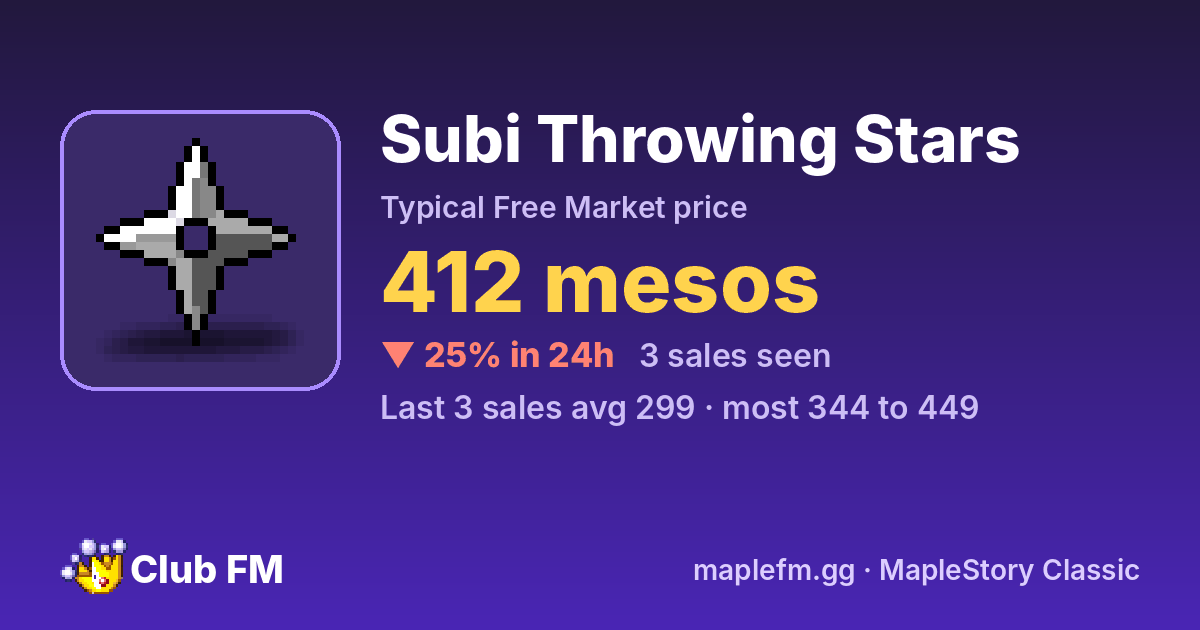 Subi Throwing Stars
Typical Free Market price
412 mesos
▼ 25% in 24h 3 sales seen
Last 3 sales avg 299 · most 344 to 449
Club FM
maplefm.gg · MapleStory Classic